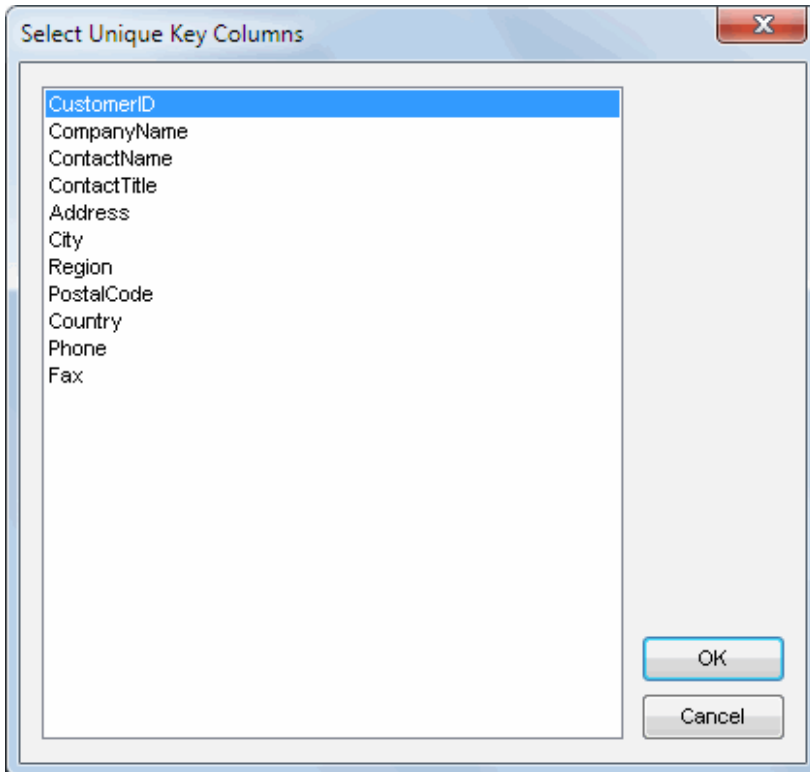 Select Unique Key Columns
CustomerID
CompanyName
ContactName
ContactTitle
Address
City
Region
PostalCode
Country
Phone
Fax
OK
Cancel